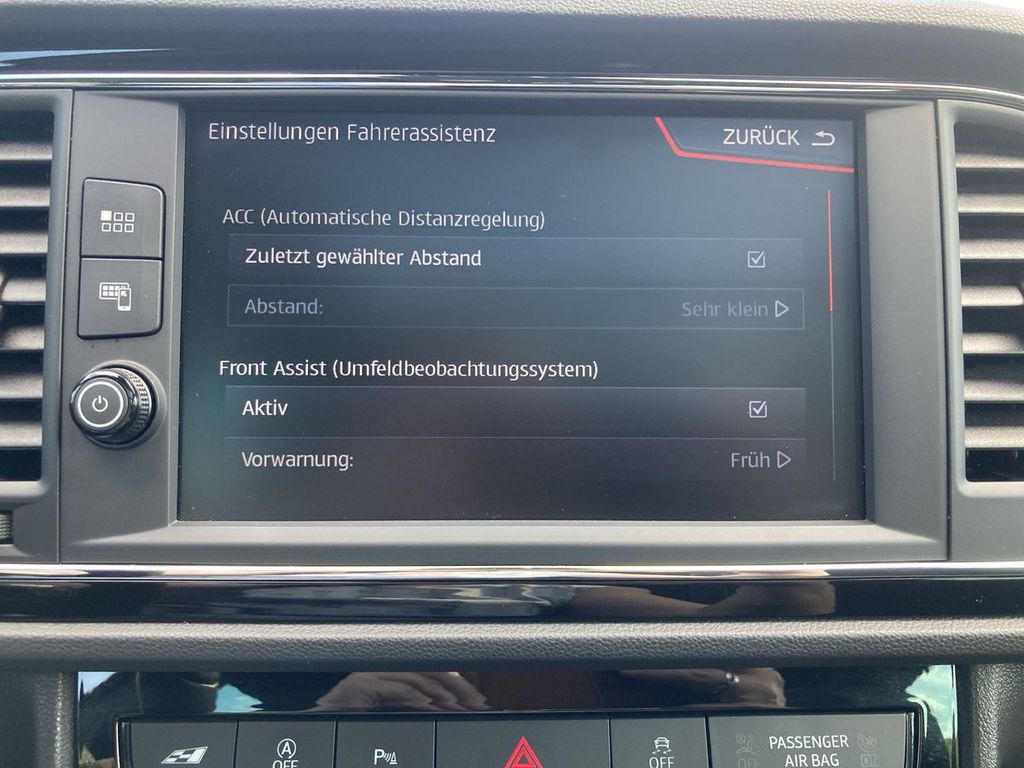 Einstellungen Fahrerassistenz
ZURÜCK
ACC (Automatische Distanzregelung)
Zuletzt gewählter Abstand
Abstand:
Sehr klein
Front Assist (Umfeldbeobachtungssystem)
Aktiv
Vorwarnung:
Früh
A
OFF
P
OFF
OFF
PASSENGER
AIR BAG
ON